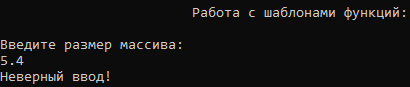 Работа с шаблонами функций:
Введите размер массива:
5.4
Неверный ввод!